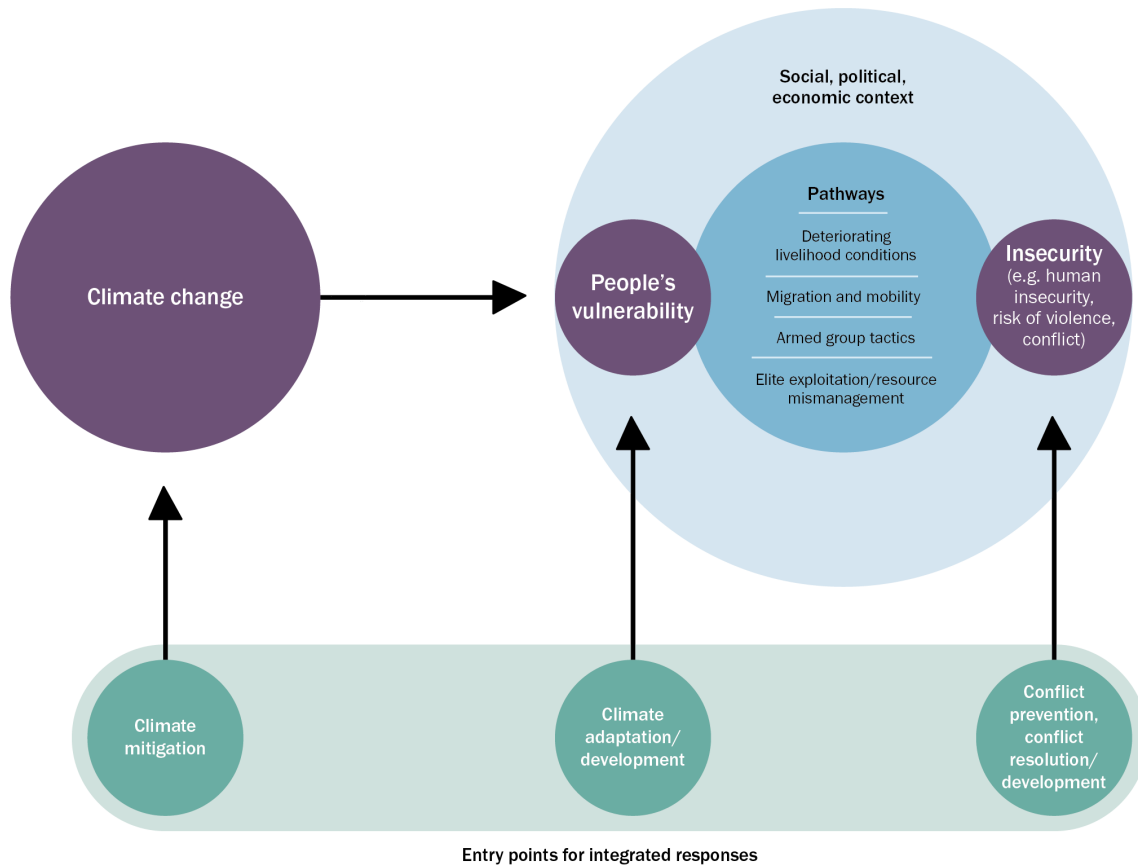 Social, political,
economic context
Climate change
People's
vulnerability
Pathways
Deteriorating
livelihood conditions
Migration and mobility
Armed group tactics
Elite exploitation/resource
mismanagement
Insecurity
(e.g. human
insecurity,
risk of violence,
conflict)
Climate
mitigation
Climate
adaptation/
development
Conflict
prevention,
conflict
resolution/
development
Entry points for integrated responses